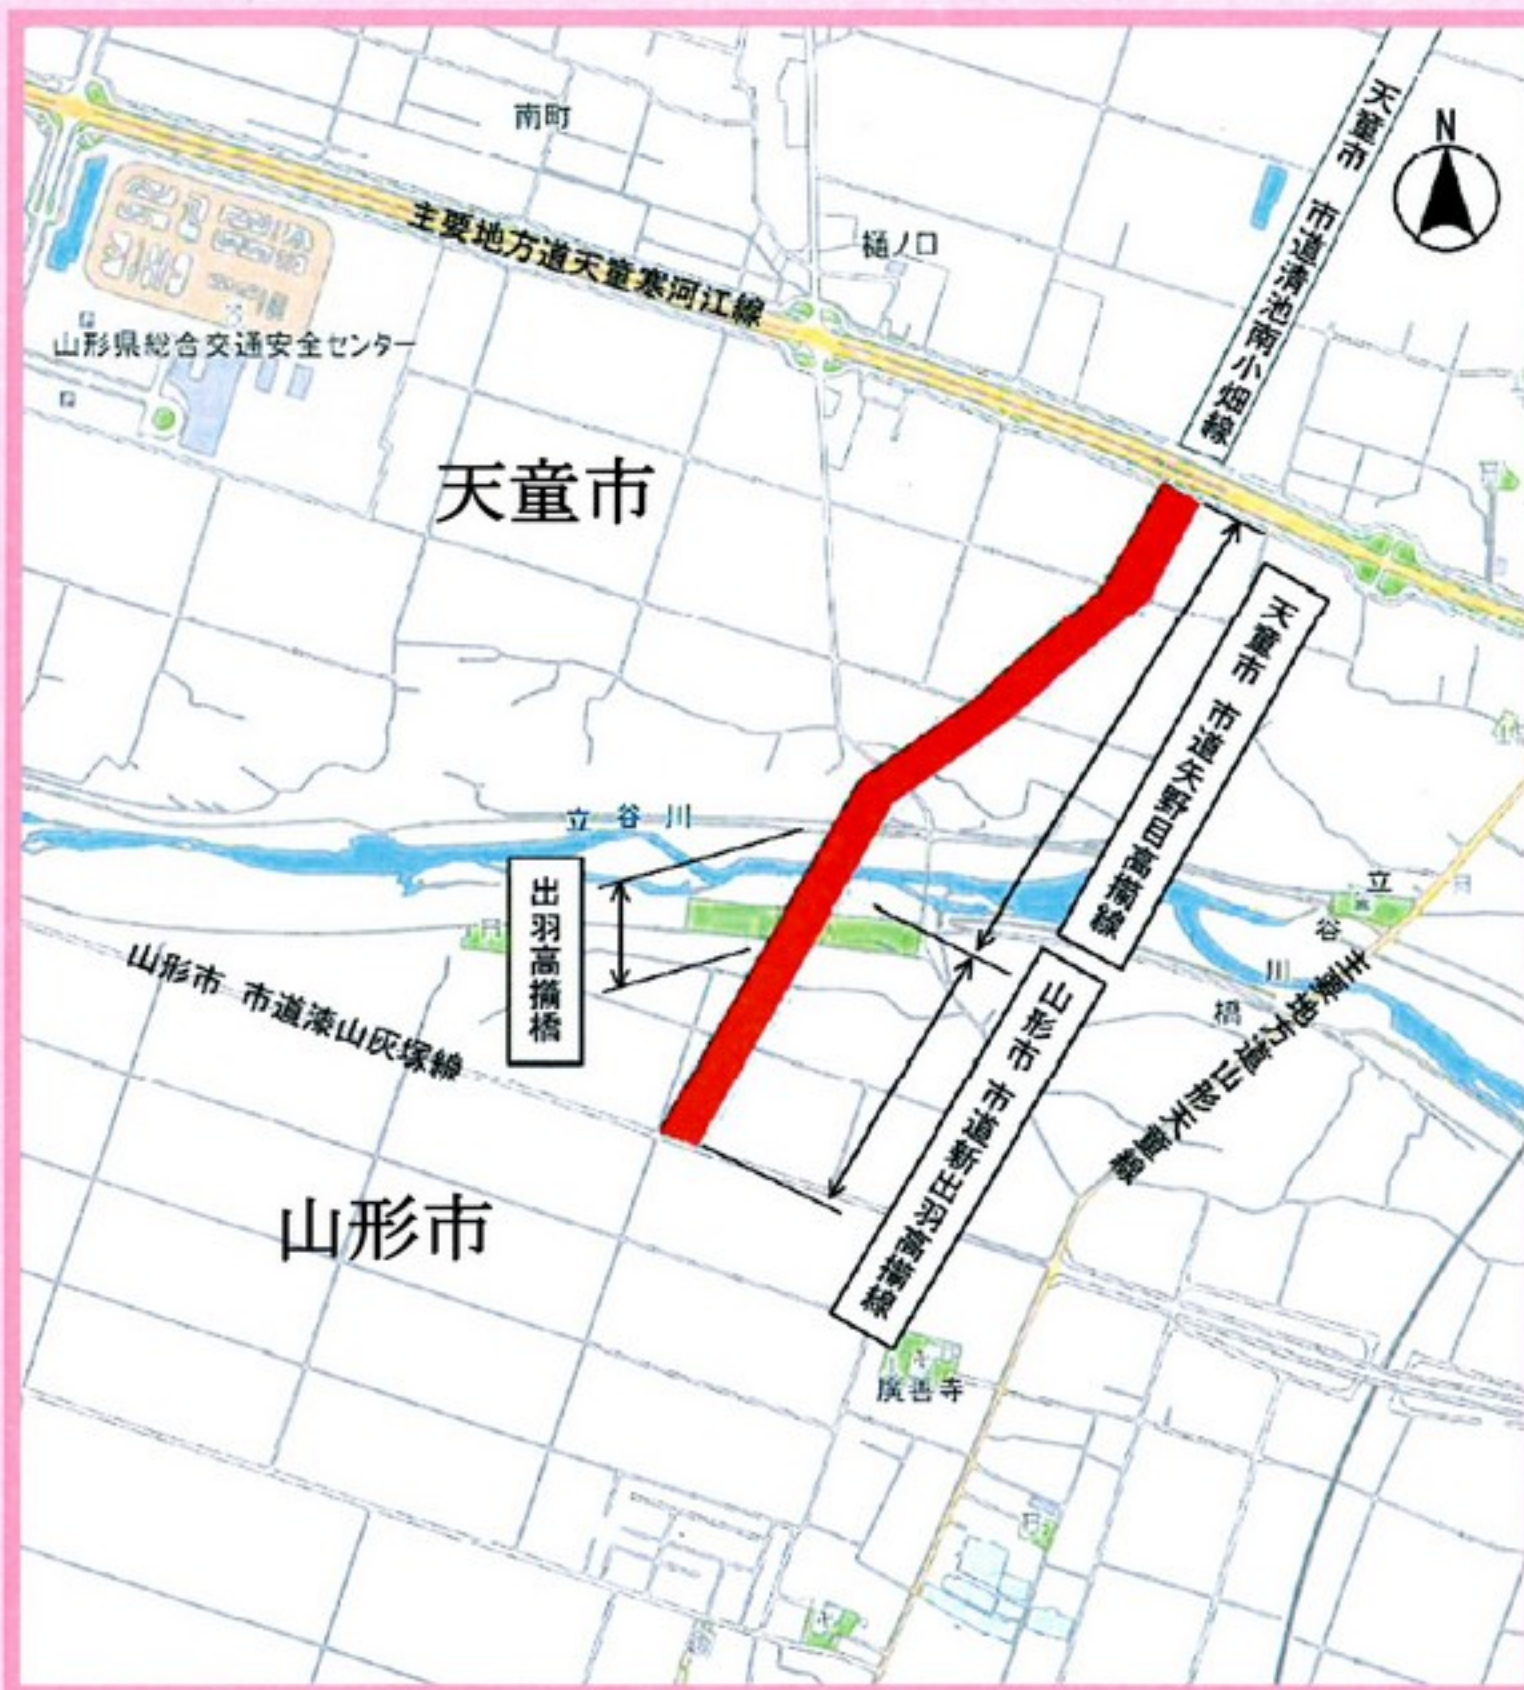 N
天童市 市道清池南小畑線
南町
樋ノ口
主要地方道天童寒河江線
山形県総合交通安全センター
天童市
天童市 市道矢野目高擶線
立谷川
出羽高擶橋
立谷川橋
山形市 市道漆山灰塚線
主要地方道山形天童線
山形市 市道新出羽高擶線
山形市
廣善寺